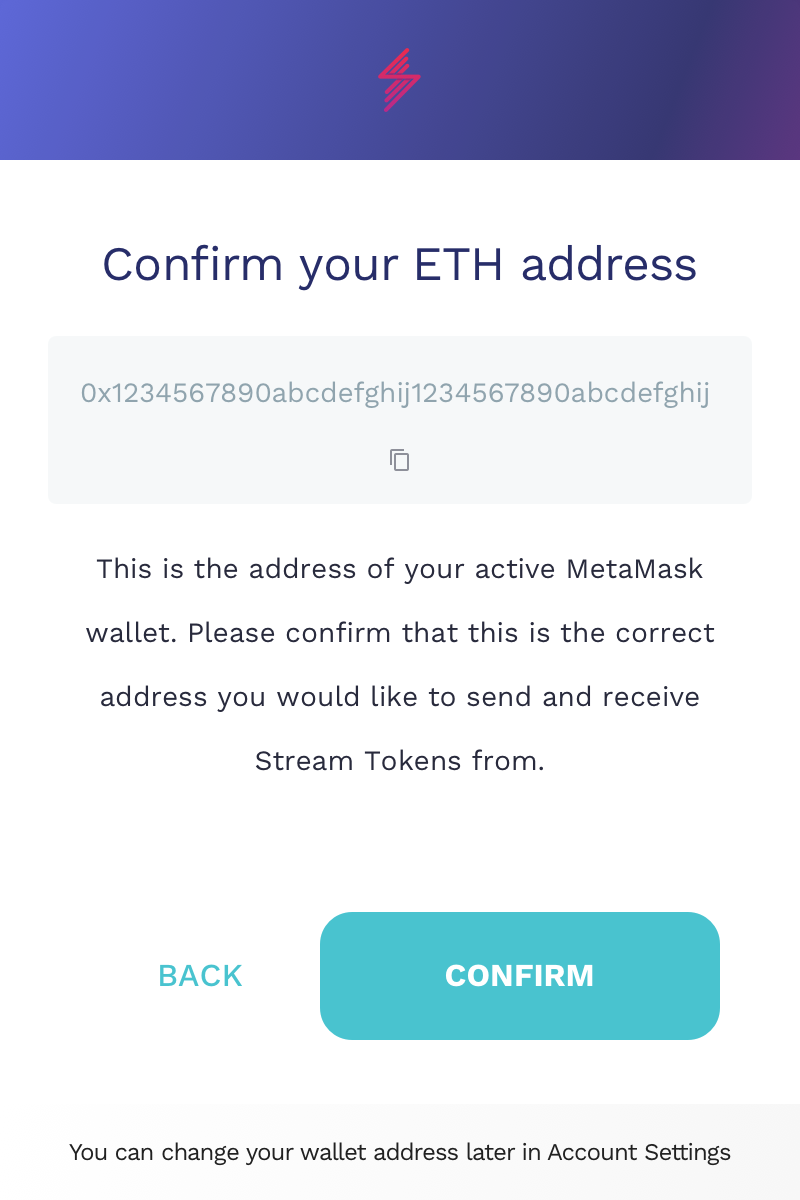 Confirm your ETH address
0x1234567890abcdefghij1234567890abcdefghij
This is the address of your active MetaMask
wallet. Please confirm that this is the correct
address you would like to send and receive
Stream Tokens from.
BACK
CONFIRM
You can change your wallet address later in Account Settings